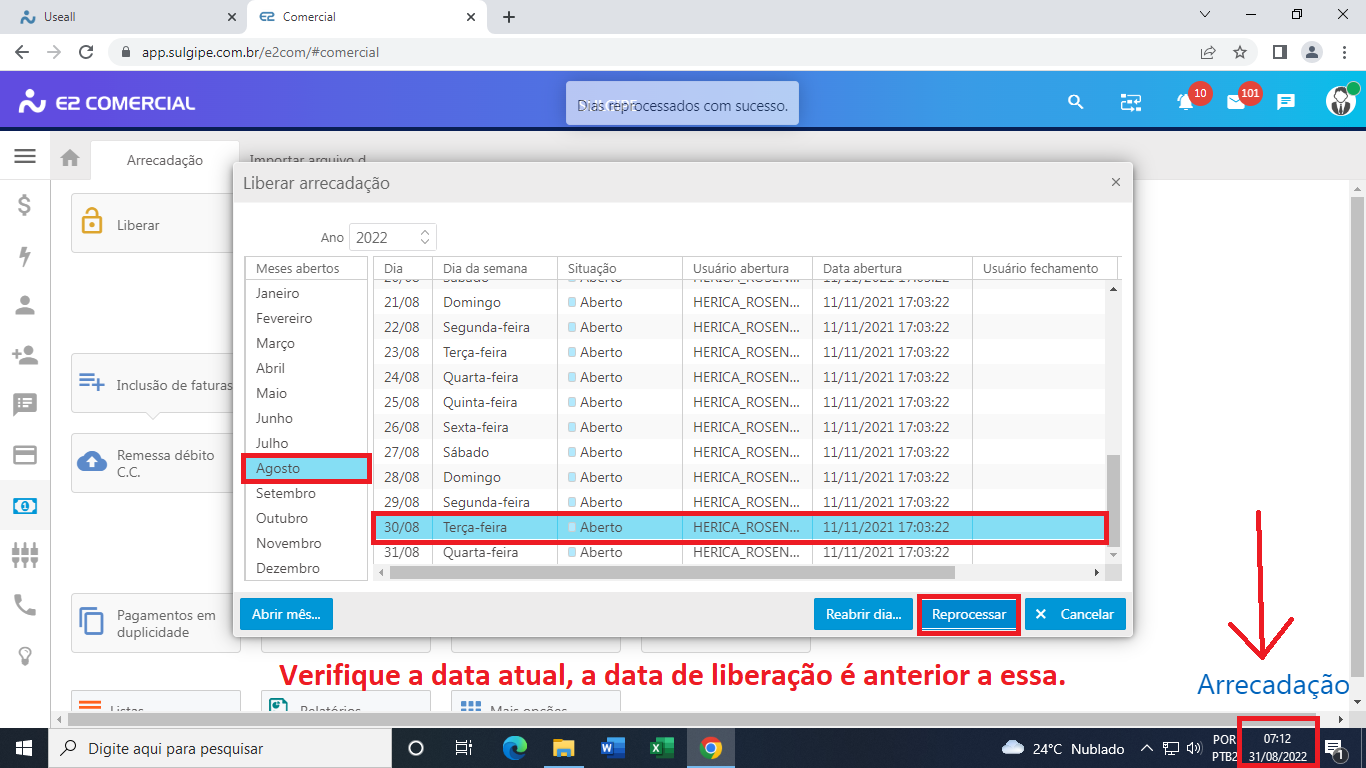 Useall
Comercial
app.sulgipe.com.br/e2com/#comercial
E2 COMERCIAL
Dias reprocessados com sucesso.
10
101
Arrecadação
Importar arquivo d
Liberar arrecadação
Liberar
Ano 2022
Meses abertos
Dia Dia da semana Situação Usuário abertura Data abertura Usuário fechamento
Janeiro
Fevereiro
Março
Abril
Maio
Junho
Julho
Agosto
Setembro
Outubro
Novembro
Dezembro
20/08 Sábado Aberto
21/08 Domingo Aberto HERICA_ROSEN... 11/11/2021 17:03:22
22/08 Segunda-feira Aberto HERICA_ROSEN... 11/11/2021 17:03:22
23/08 Terça-feira Aberto HERICA_ROSEN... 11/11/2021 17:03:22
24/08 Quarta-feira Aberto HERICA_ROSEN... 11/11/2021 17:03:22
25/08 Quinta-feira Aberto HERICA_ROSEN... 11/11/2021 17:03:22
26/08 Sexta-feira Aberto HERICA_ROSEN... 11/11/2021 17:03:22
27/08 Sábado Aberto HERICA_ROSEN... 11/11/2021 17:03:22
28/08 Domingo Aberto HERICA_ROSEN... 11/11/2021 17:03:22
29/08 Segunda-feira Aberto HERICA_ROSEN... 11/11/2021 17:03:22
30/08 Terça-feira Aberto HERICA_ROSEN... 11/11/2021 17:03:22
31/08 Quarta-feira Aberto HERICA_ROSEN... 11/11/2021 17:03:22
Inclusão de faturas
Remessa débito
C.C.
Abrir mês...
Reabrir dia...
Reprocessar
Cancelar
Pagamentos em
duplicidade
Verifique a data atual, a data de liberação é anterior a essa.
Arrecadação
Listas
Relatórios
Mais opções
Digite aqui para pesquisar
24°C Nublado
POR
PTB2
07:12
31/08/2022
1